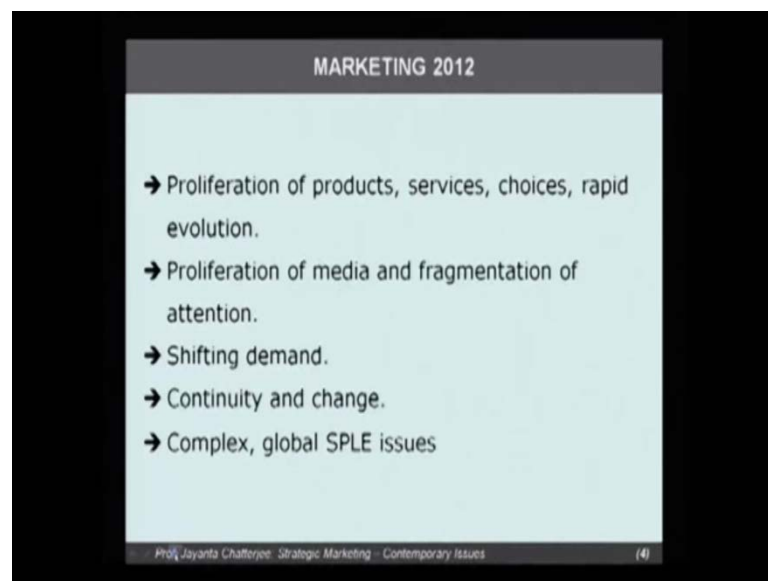 MARKETING 2012
➔ Proliferation of products, services, choices, rapid
evolution.
➔ Proliferation of media and fragmentation of
attention.
➔ Shifting demand.
➔ Continuity and change.
➔ Complex, global SPLE issues
Prof. Jayanta Chatterjee: Strategic Marketing – Contemporary Issues (4)